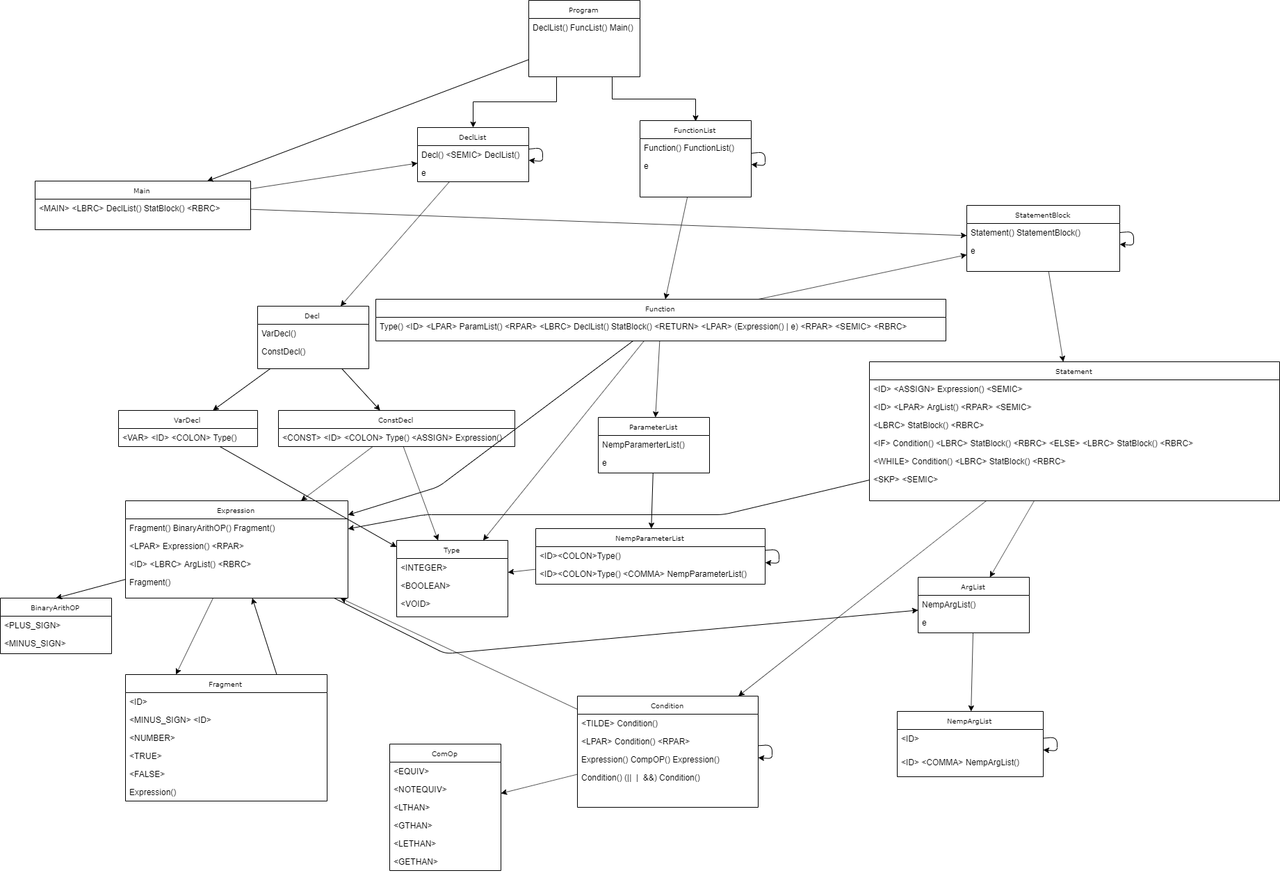 Program
DeclList() FuncList() Main()
DeclList
Decl() <SEMIC> DeclList()
e
FunctionList
Function() FunctionList()
e
Main
<MAIN> <LBRC> DeclList() StatBlock() <RBRC>
StatementBlock
Statement() StatementBlock()
e
Decl
VarDecl()
ConstDecl()
Function
Type() <ID> <LPAR> ParamList() <RPAR> <LBRC> DeclList() StatBlock() <RETURN> <LPAR> (Expression() | e) <RPAR> <SEMIC> <RBRC>
Statement
<ID> <ASSIGN> Expression() <SEMIC>
<ID> <LPAR> ArgList() <RPAR> <SEMIC>
<LBRC> StatBlock() <RBRC>
<IF> Condition() <LBRC> StatBlock() <RBRC> <ELSE> <LBRC> StatBlock() <RBRC>
<WHILE> Condition() <LBRC> StatBlock() <RBRC>
<SKP> <SEMIC>
VarDecl
<VAR> <ID> <COLON> Type()
ConstDecl
<CONST> <ID> <COLON> Type() <ASSIGN> Expression()
ParameterList
NempParamerterList()
e
Expression
Fragment() BinaryArithOP() Fragment()
<LPAR> Expression() <RPAR>
<ID> <LBRC> ArgList() <RBRC>
Fragment()
Type
<INTEGER>
<BOOLEAN>
<VOID>
NempParameterList
<ID><COLON>Type()
<ID><COLON>Type() <COMMA> NempParameterList()
ArgList
NempArgList()
e
BinaryArithOP
<PLUS_SIGN>
<MINUS_SIGN>
Fragment
<ID>
<MINUS_SIGN> <ID>
<NUMBER>
<TRUE>
<FALSE>
Expression()
Condition
<TILDE> Condition()
<LPAR> Condition() <RPAR>
Expression() CompOP() Expression()
Condition() (|| | &&) Condition()
NempArgList
<ID>
<ID> <COMMA> NempArgList()
ComOp
<EQUIV>
<NOTEQUIV>
<LTHAN>
<GTHAN>
<LETHAN>
<GETHAN>